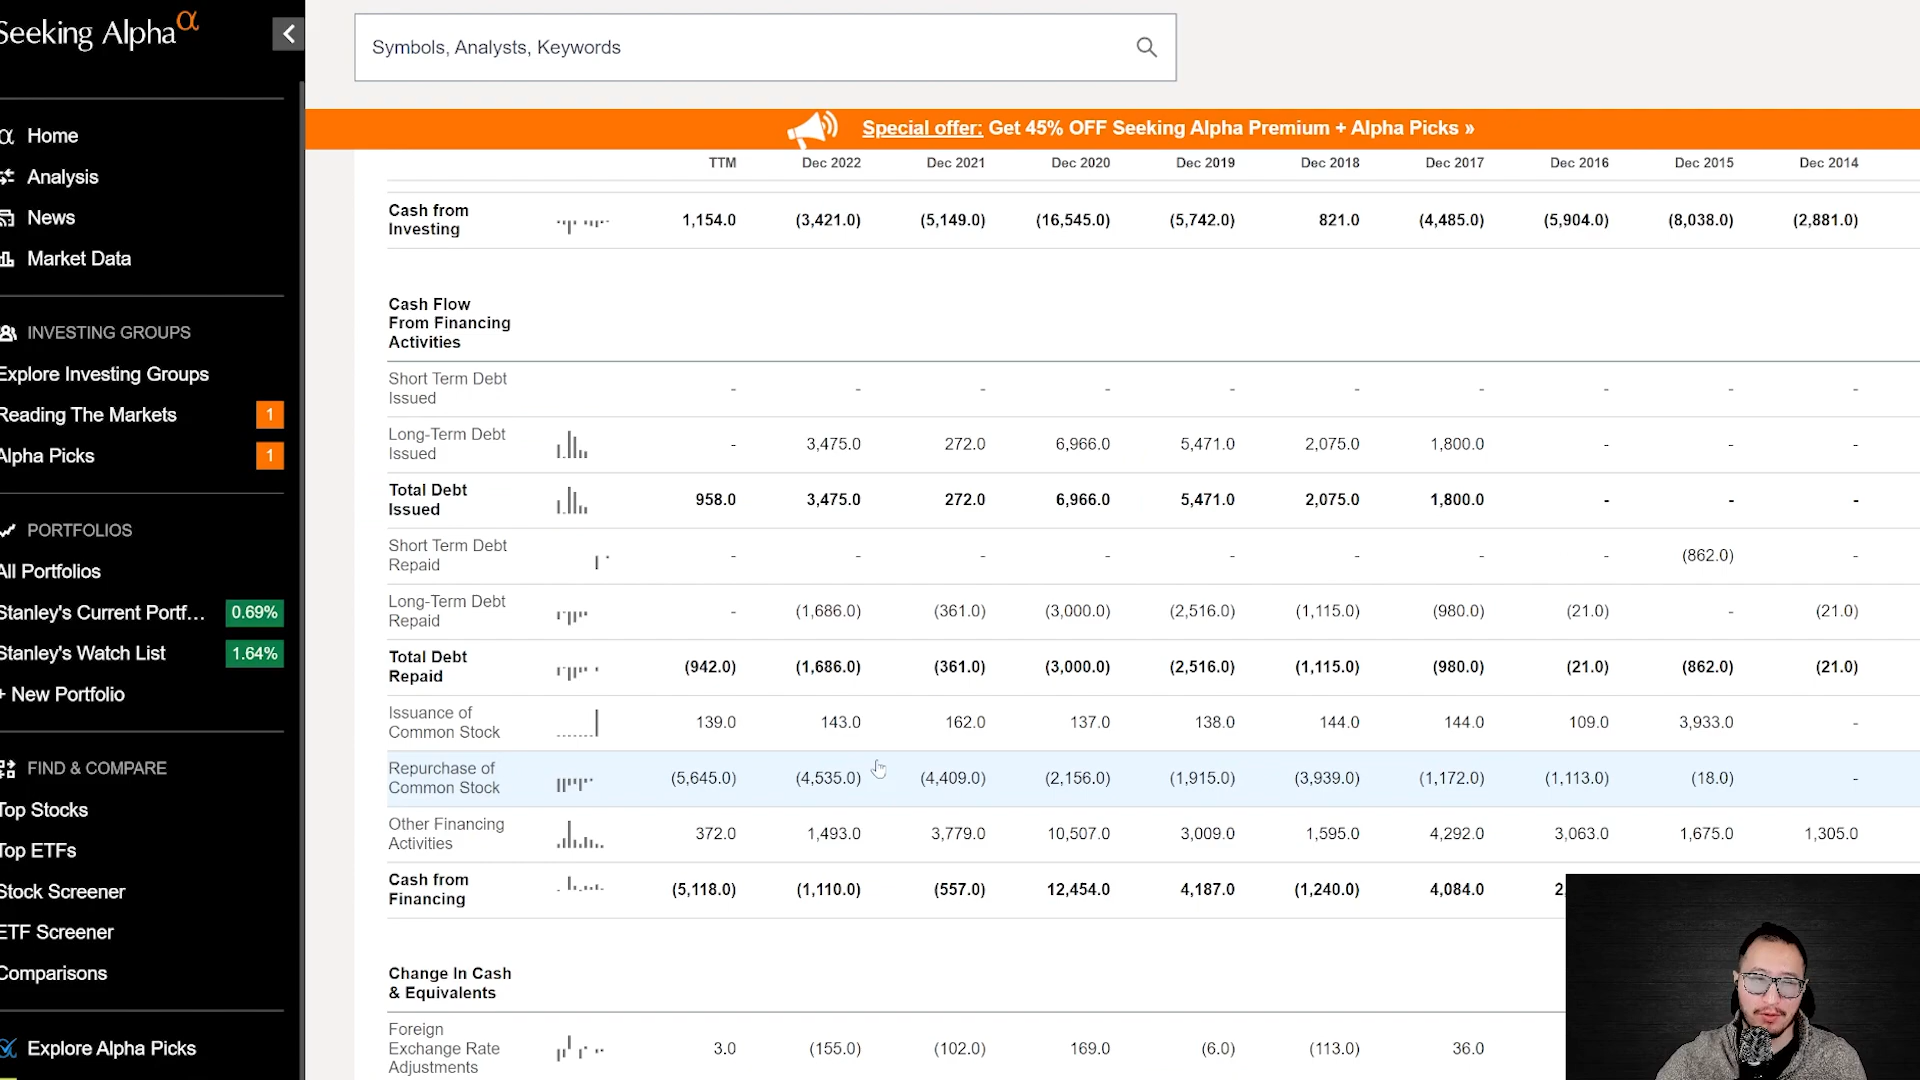 Seeking Alpha α
Symbols, Analysts, Keywords
Special offer: Get 45% OFF Seeking Alpha Premium + Alpha Picks »
Home
Analysis
News
Market Data
INVESTING GROUPS
Explore Investing Groups
Reading The Markets 1
Alpha Picks 1
PORTFOLIOS
All Portfolios
Stanley's Current Portf... 0.69%
Stanley's Watch List 1.64%
+ New Portfolio
FIND & COMPARE
Top Stocks
Top ETFs
Stock Screener
ETF Screener
Comparisons
Explore Alpha Picks
TTM Dec 2022 Dec 2021 Dec 2020 Dec 2019 Dec 2018 Dec 2017 Dec 2016 Dec 2015 Dec 2014
Cash from
Investing 1,154.0 (3,421.0) (5,149.0) (16,545.0) (5,742.0) 821.0 (4,485.0) (5,904.0) (8,038.0) (2,881.0)
Cash Flow
From Financing
Activities
Short Term Debt
Issued - - - - - - - - - -
Long-Term Debt
Issued - 3,475.0 272.0 6,966.0 5,471.0 2,075.0 1,800.0 - - -
Total Debt
Issued 958.0 3,475.0 272.0 6,966.0 5,471.0 2,075.0 1,800.0 - - -
Short Term Debt
Repaid - - - - - - - - (862.0) -
Long-Term Debt
Repaid - (1,686.0) (361.0) (3,000.0) (2,516.0) (1,115.0) (980.0) (21.0) - (21.0)
Total Debt
Repaid (942.0) (1,686.0) (361.0) (3,000.0) (2,516.0) (1,115.0) (980.0) (21.0) (862.0) (21.0)
Issuance of
Common Stock 139.0 143.0 162.0 137.0 138.0 144.0 144.0 109.0 3,933.0 -
Repurchase of
Common Stock (5,645.0) (4,535.0) (4,409.0) (2,156.0) (1,915.0) (3,939.0) (1,172.0) (1,113.0) (18.0) -
Other Financing
Activities 372.0 1,493.0 3,779.0 10,507.0 3,009.0 1,595.0 4,292.0 3,063.0 1,675.0 1,305.0
Cash from
Financing (5,118.0) (1,110.0) (557.0) 12,454.0 4,187.0 (1,240.0) 4,084.0
Change In Cash
& Equivalents
Foreign
Exchange Rate
Adjustments 3.0 (155.0) (102.0) 169.0 (6.0) (113.0) 36.0